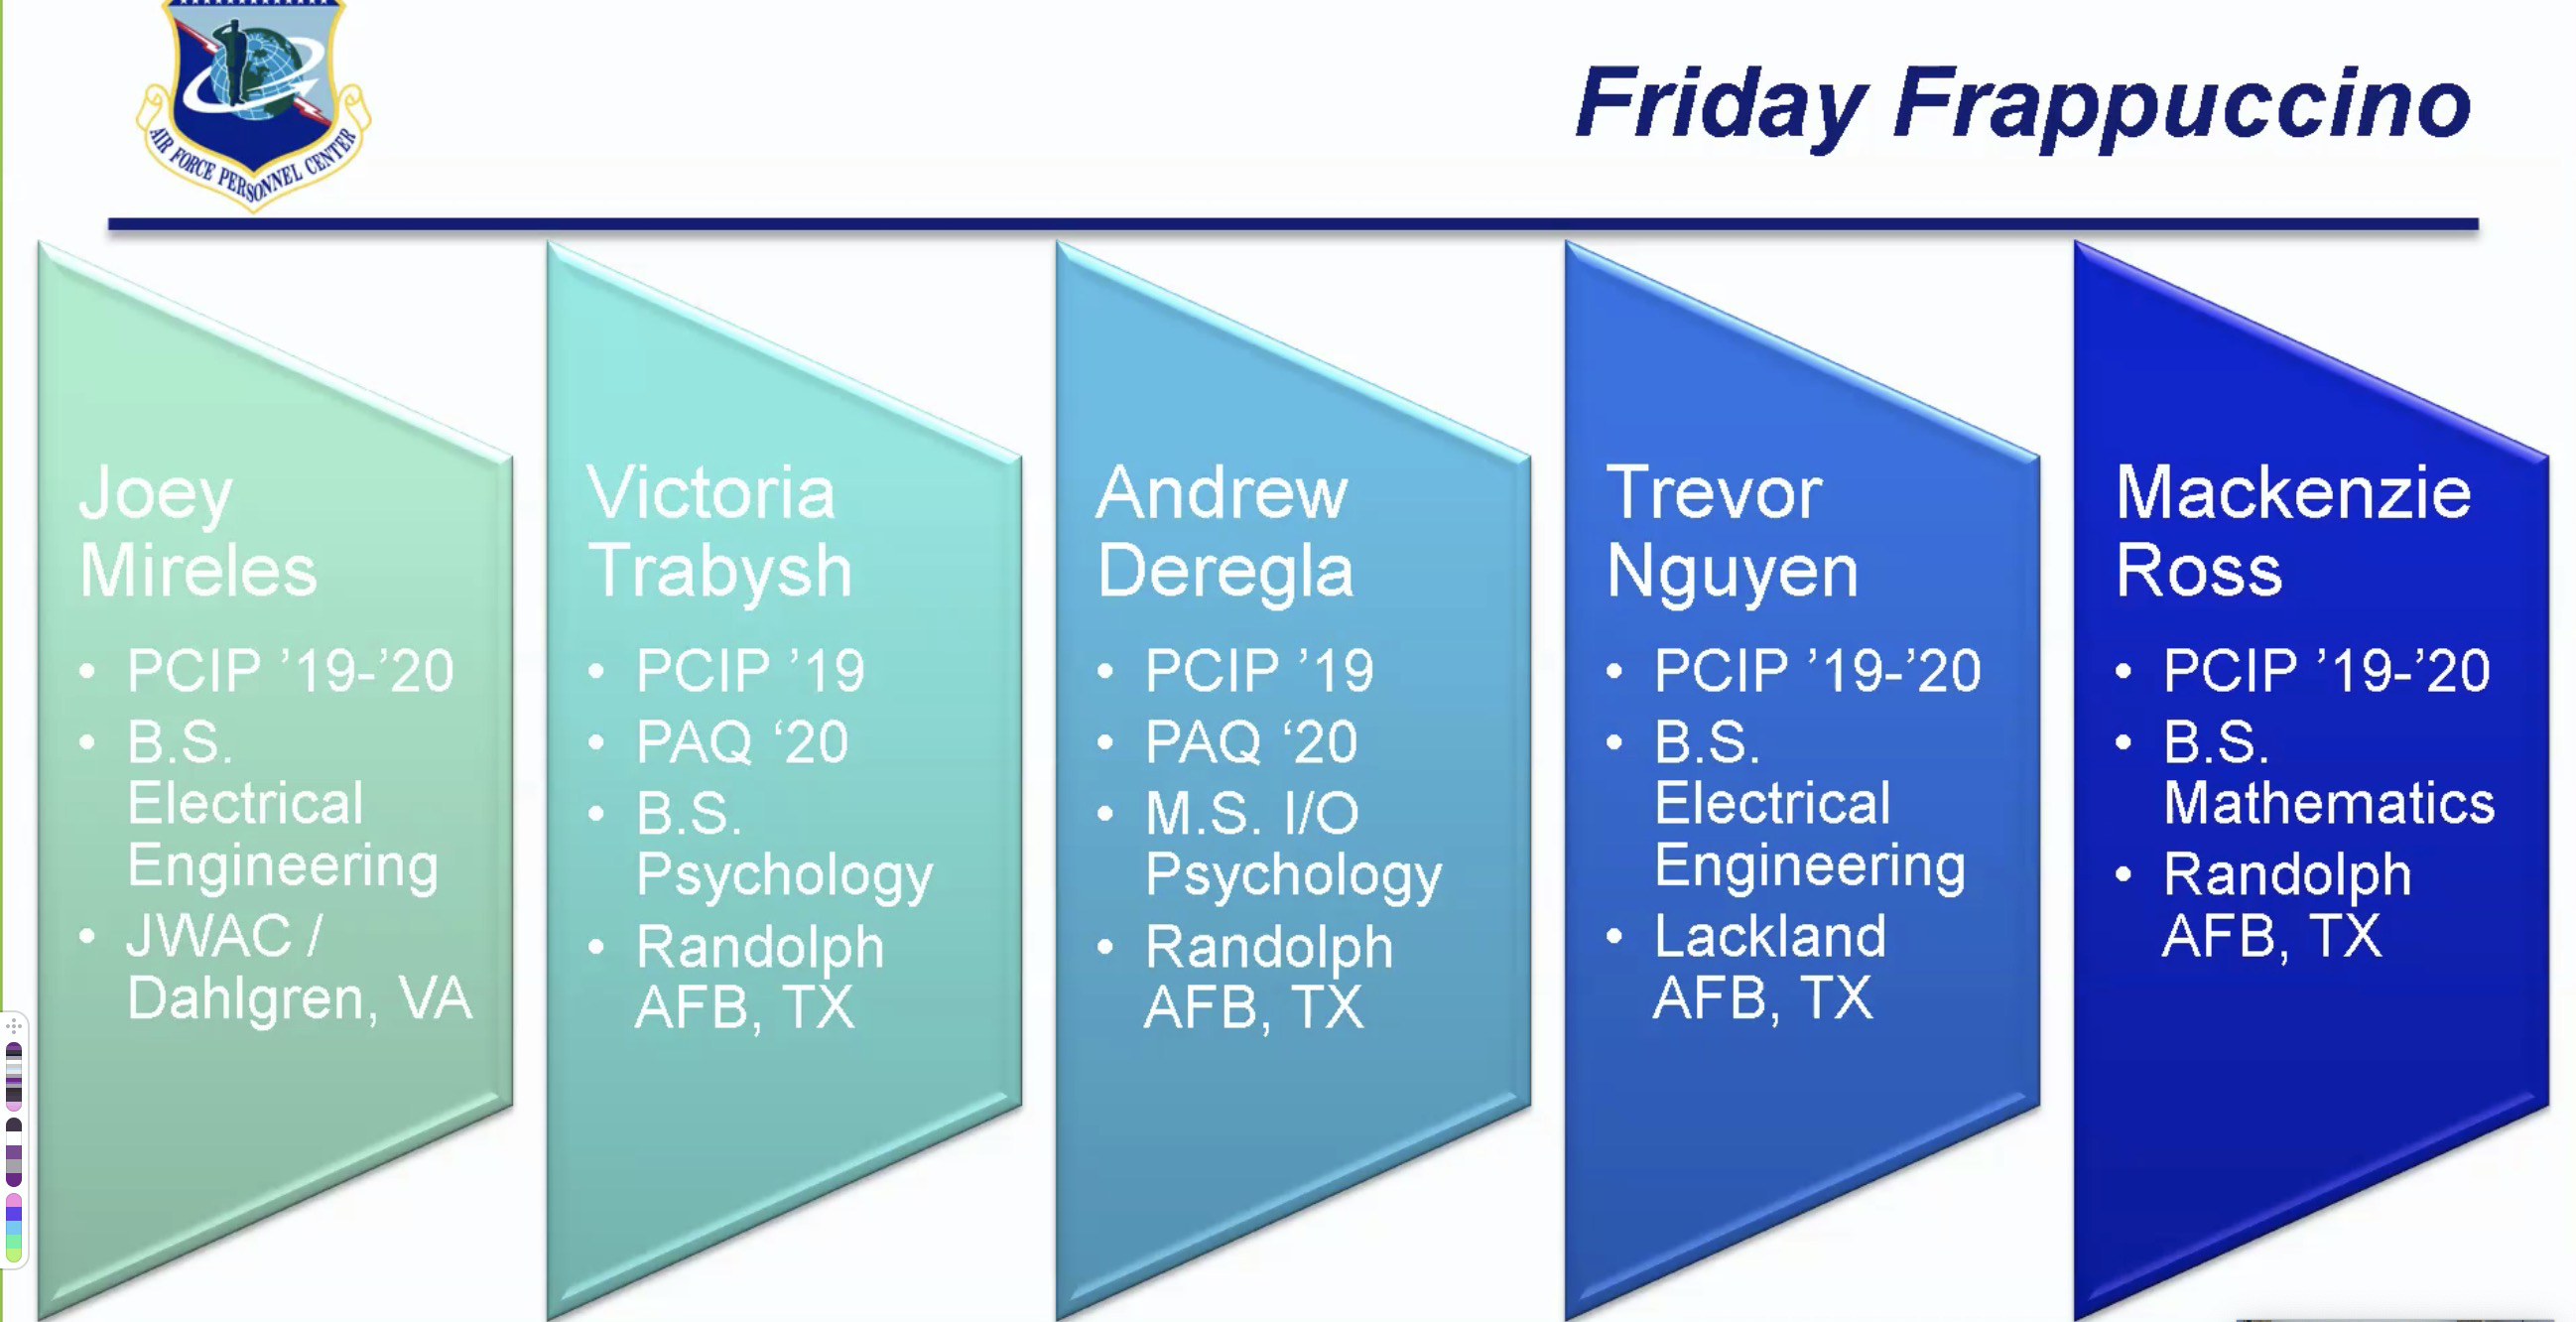 AIR FORCE PERSONNEL CENTER
Friday Frappuccino
Joey
Mireles
• PCIP ’19-’20
• B.S.
Electrical
Engineering
• JWAC /
Dahlgren, VA
Victoria
Trabysh
• PCIP ’19
• PAQ ‘20
• B.S.
Psychology
• Randolph
AFB, TX
Andrew
Deregla
• PCIP ’19
• PAQ ‘20
• M.S. I/O
Psychology
• Randolph
AFB, TX
Trevor
Nguyen
• PCIP ’19-’20
• B.S.
Electrical
Engineering
• Lackland
AFB, TX
Mackenzie
Ross
• PCIP ’19-’20
• B.S.
Mathematics
• Randolph
AFB, TX